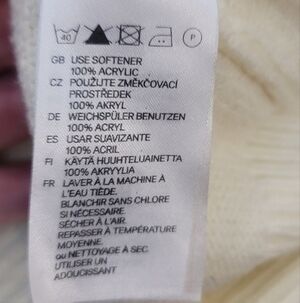 40 P
GB USE SOFTENER
100% ACRYLIC
CZ POUŽIJTE ZMĚKČOVACÍ
PROSTŘEDEK
100% AKRYL
DE WEICHSPÜLER BENUTZEN
100% ACRYL
ES USAR SUAVIZANTE
100% ACRIL
FI KÄYTÄ HUUHTELUAINETTA
100% AKRYYLIA
FR LAVER À LA MACHINE À
L'EAU TIÈDE.
BLANCHIR SANS CHLORE
SI NÉCESSAIRE.
SÉCHER À L'AIR.
REPASSER À TEMPÉRATURE
MOYENNE.
ou NETTOYAGE À SEC.
UTILISER UN
ADOUCISSANT